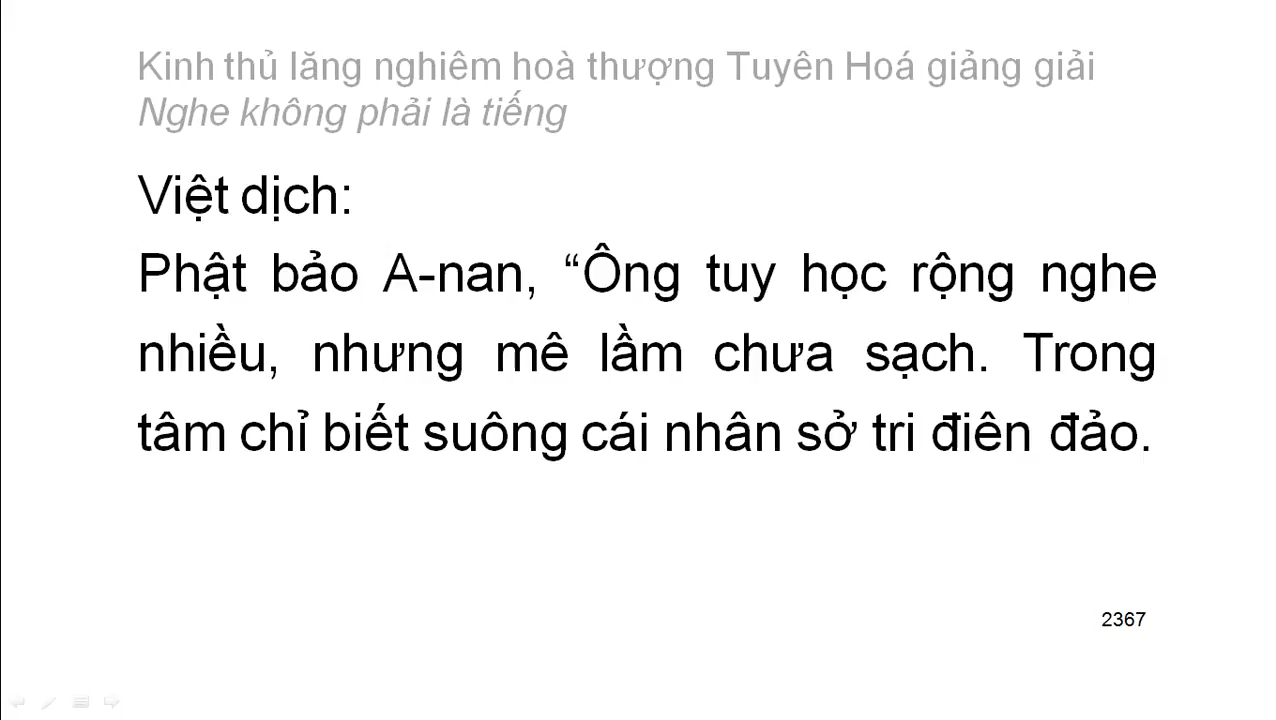 Kinh thủ lăng nghiêm hoà thượng Tuyên Hoá giảng giải
Nghe không phải là tiếng
Việt dịch:
Phật bảo A-nan, “Ông tuy học rộng nghe
nhiều, nhưng mê lầm chưa sạch. Trong
tâm chỉ biết suông cái nhân sở tri điên đảo.
2367